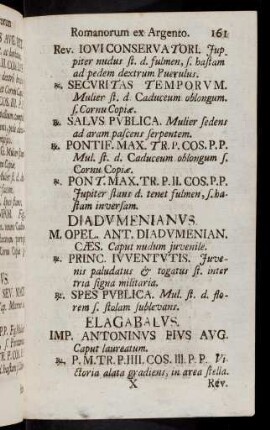 Romanorum ex Argento. 161
Rev. IOVI CONSERVATORI. Jup-
piter nudus st. d. fulmen, s. hastam
ad pedem dextrum Puerulus.
SECVRITAS TEMPORVM.
Mulier st. d. Caduceum oblongum.
s. Cornu Copiæ.
SALVS PVBLICA. Mulier sedens
ad aram pascens serpentem.
PONTIF. MAX. TR. P. COS. P. P.
Mul. st. d. Caduceum oblongum s.
Cornu Copiæ.
PONT. MAX. TR. P. II. COS. P. P.
Jupiter stans d. tenet fulmen, s. ha-
stam inversam.
DIADVMENIANVS.
M. OPEL. ANT. DIADVMENIAN.
CÆS. Caput nudum juvenile.
PRINC. IVVENTVTIS. Juve-
nis paludatus & togatus st. inter
tria signa militaria.
SPES PVBLICA. Mul. st. d. flo-
rem s. stolam sublevans.
ELAGABALVS.
IMP. ANTONINVS PIVS AVG.
Caput laureatum.
P. M. TR. P. IIII. COS. III. P. P. Vi-
ctoria alata gradiens, in area stella.
X Rev.